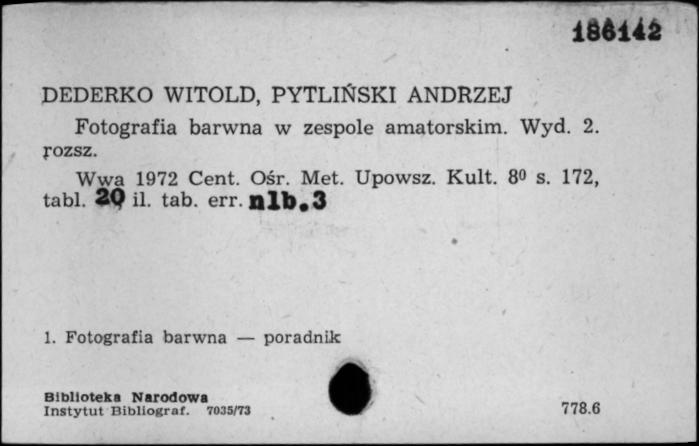 186142
DEDERKO WITOLD, PYTLIŃSKI ANDRZEJ
Fotografia barwna w zespole amatorskim. Wyd. 2.
rozsz.
Wwa 1972 Cent. Ośr. Met. Upowsz. Kult. 8⁰ s. 172,
tabl. 20 il. tab. err. nlb. 3
1. Fotografia barwna — poradnik
Biblioteka Narodowa
Instytut Bibliograf. 7035/73
778.6